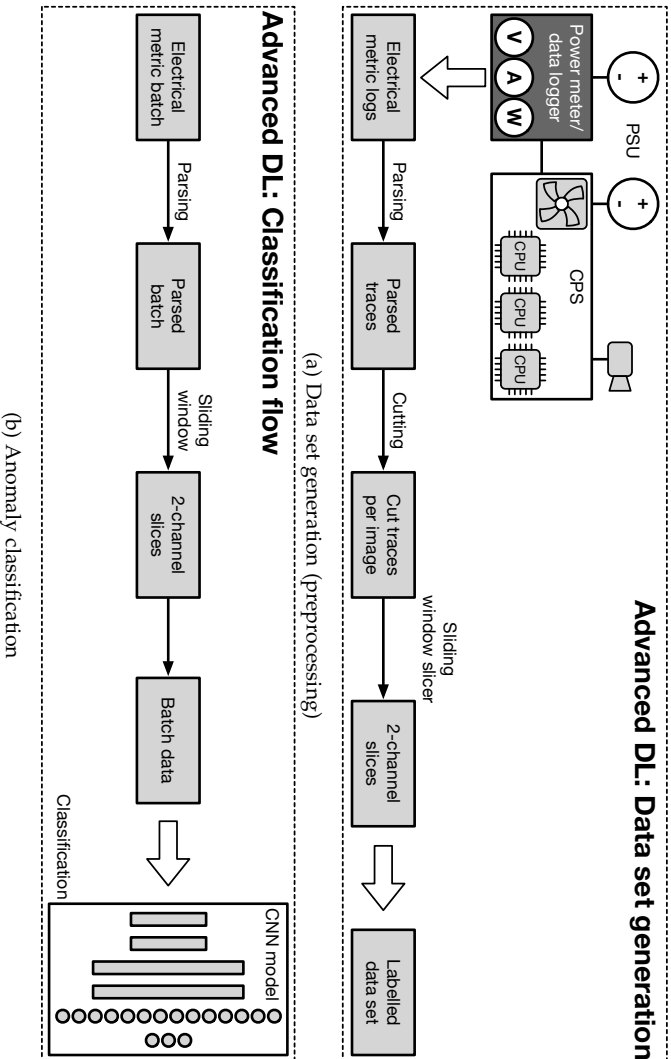 Advanced DL: Data set generation
+
-
PSU
+
-
Power meter/
data logger
V A W
CPS
CPU
CPU
CPU
Electrical
metric logs
Parsing
Parsed
traces
Cutting
Cut traces
per image
Sliding
window slicer
2-channel
slices
Labelled
data set
(a) Data set generation (preprocessing)
Advanced DL: Classification flow
Electrical
metric batch
Parsing
Parsed
batch
Sliding
window
2-channel
slices
Batch data
Classification
CNN model
(b) Anomaly classification